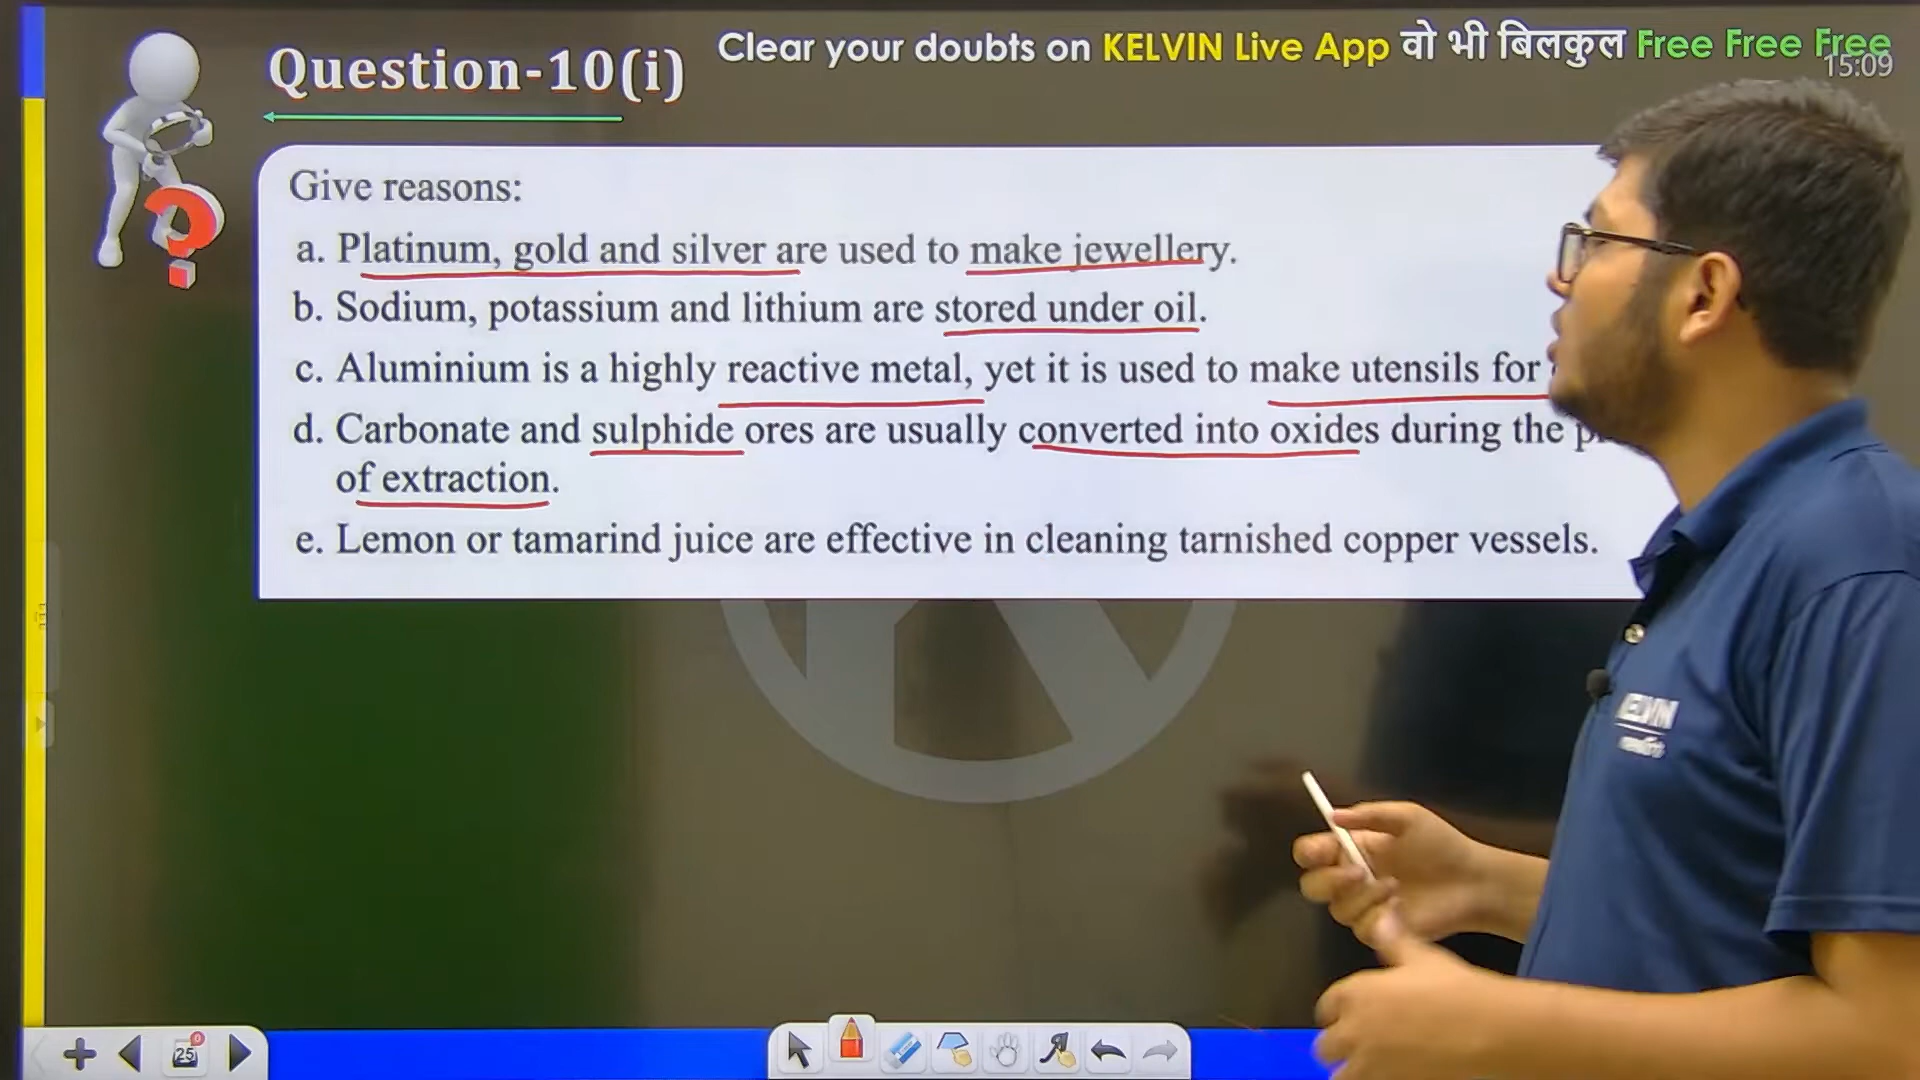 Question-10(i)
Clear your doubts on KELVIN Live App वो भी बिलकुल Free Free Free
15:09
Give reasons:
a. Platinum, gold and silver are used to make jewellery.
b. Sodium, potassium and lithium are stored under oil.
c. Aluminium is a highly reactive metal, yet it is used to make utensils for
d. Carbonate and sulphide ores are usually converted into oxides during the
of extraction.
e. Lemon or tamarind juice are effective in cleaning tarnished copper vessels.
25
0